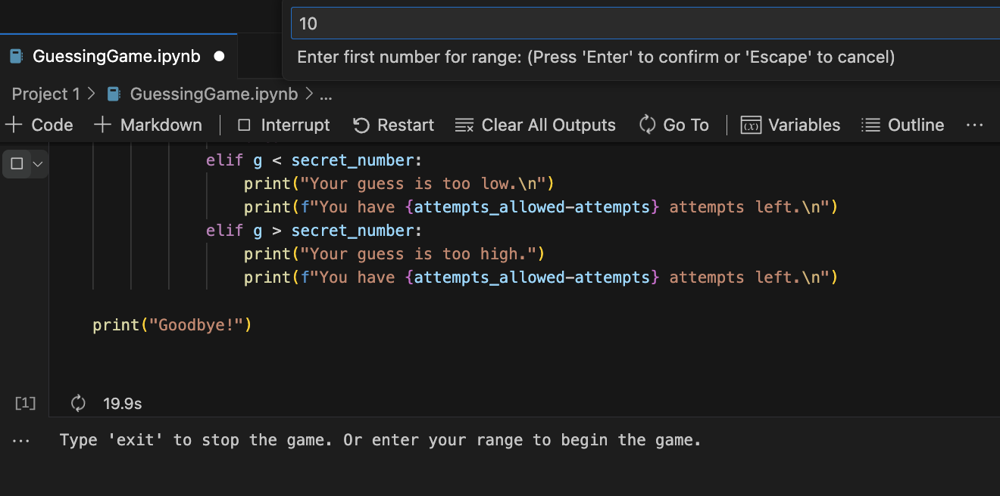 10
Enter first number for range: (Press 'Enter' to confirm or 'Escape' to cancel)
GuessingGame.ipynb
Project 1 > GuessingGame.ipynb > ...
Code Markdown Interrupt Restart Clear All Outputs Go To (x) Variables Outline ...
elif g < secret_number:
print("Your guess is too low.\n")
print(f"You have {attempts_allowed-attempts} attempts left.\n")
elif g > secret_number:
print("Your guess is too high.")
print(f"You have {attempts_allowed-attempts} attempts left.\n")
print("Goodbye!")
[1] 19.9s
... Type 'exit' to stop the game. Or enter your range to begin the game.